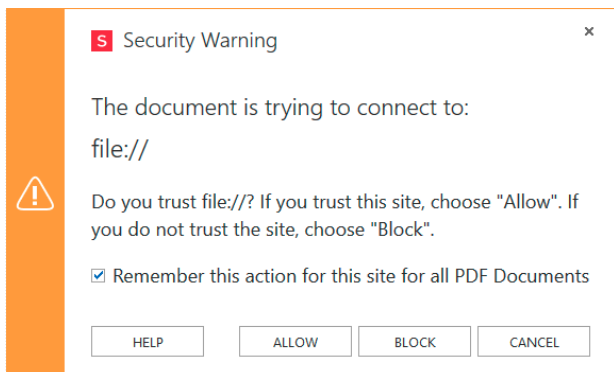 S Security Warning
×
The document is trying to connect to:
file://
Do you trust file://? If you trust this site, choose "Allow". If
you do not trust the site, choose "Block".
Remember this action for this site for all PDF Documents
HELP ALLOW BLOCK CANCEL